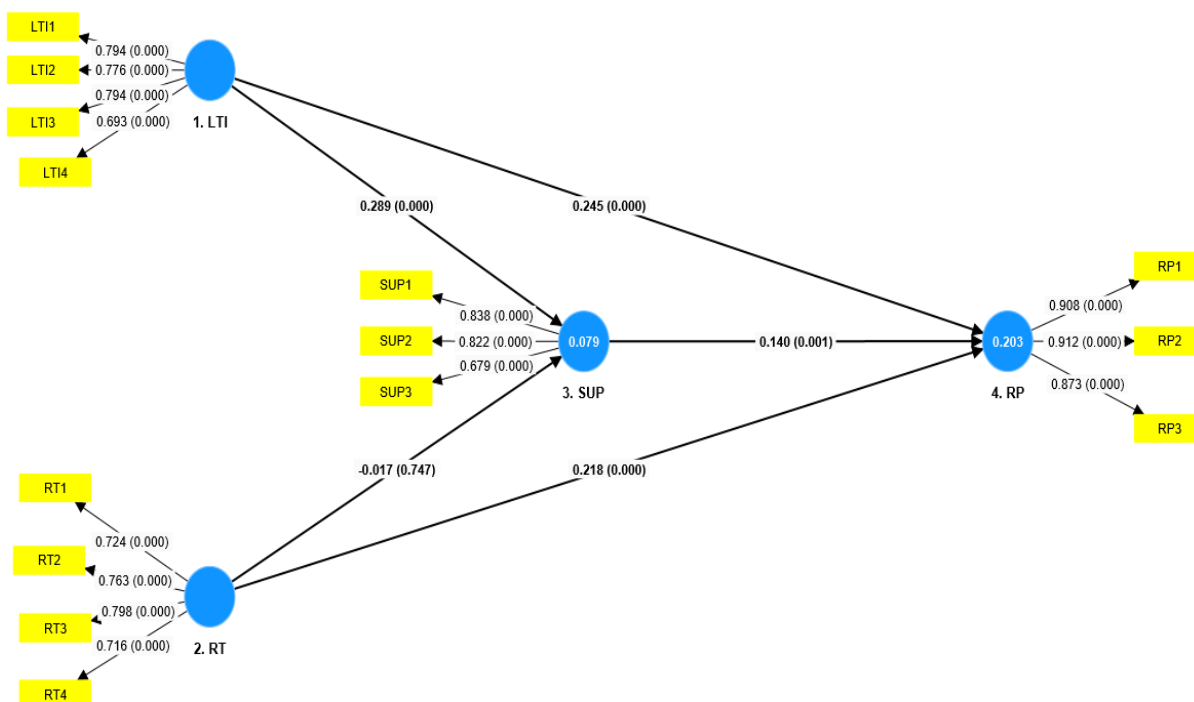 LTI1
0.794 (0.000)
LTI2
0.776 (0.000)
LTI3
0.794 (0.000)
0.693 (0.000)
LTI4
1. LTI
0.289 (0.000)
0.245 (0.000)
SUP1
0.838 (0.000)
SUP2
0.822 (0.000)
SUP3
0.679 (0.000)
0.079
3. SUP
0.140 (0.001)
0.203
4. RP
RP1
0.908 (0.000)
RP2
0.912 (0.000)
0.873 (0.000)
RP3
-0.017 (0.747)
0.218 (0.000)
RT1
0.724 (0.000)
RT2
0.763 (0.000)
0.798 (0.000)
RT3
0.716 (0.000)
RT4
2. RT